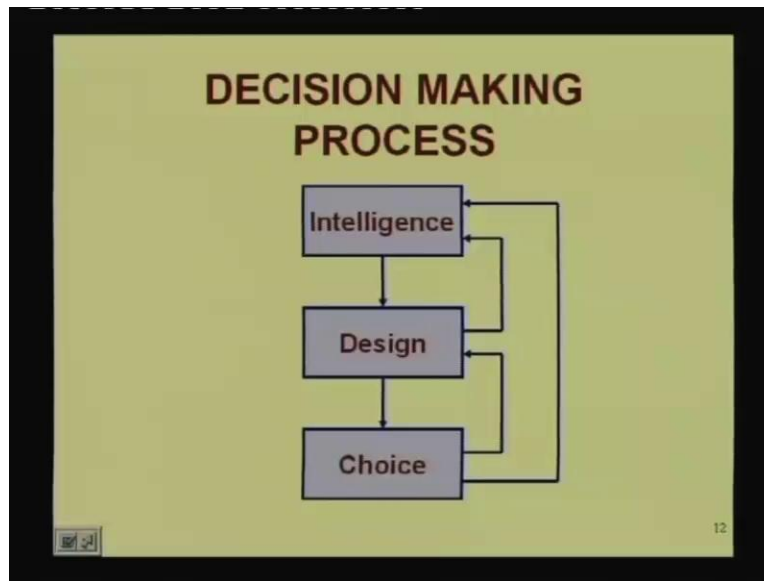 DECISION MAKING
PROCESS
Intelligence
Design
Choice
12